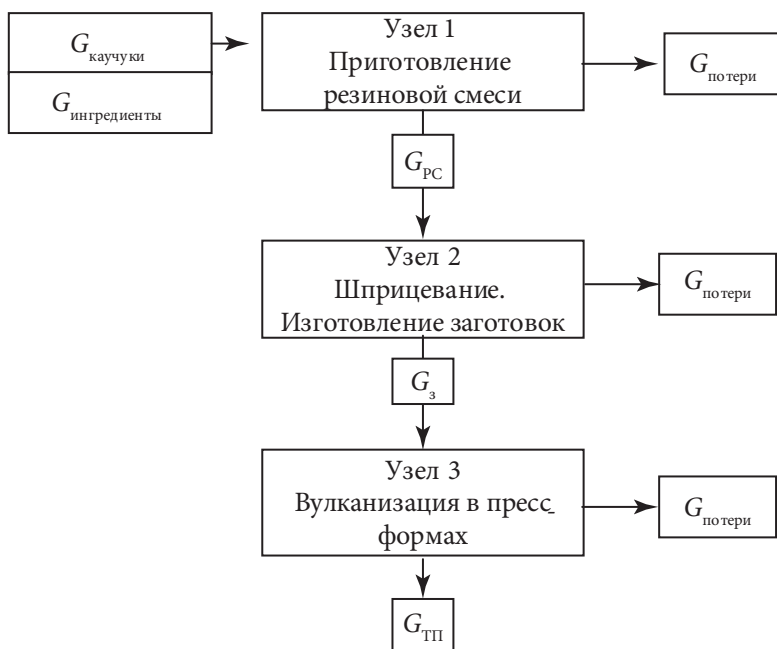 Gкаучуки
Gингредиенты
Узел 1
Приготовление
резиновой смеси
Gпотери
GРС
Узел 2
Шприцевание.
Изготовление заготовок
Gпотери
Gз
Узел 3
Вулканизация в пресс-
формах
Gпотери
GТП